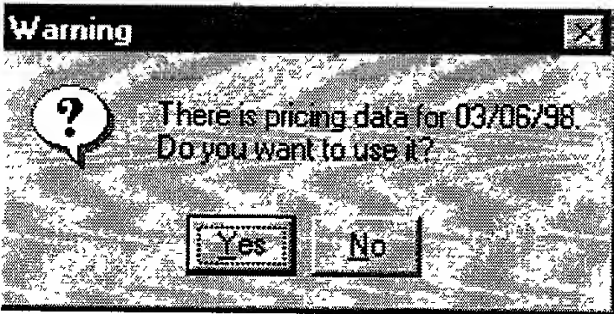 Warning
There is pricing data for 03/06/98.
Do you want to use it?
Yes No